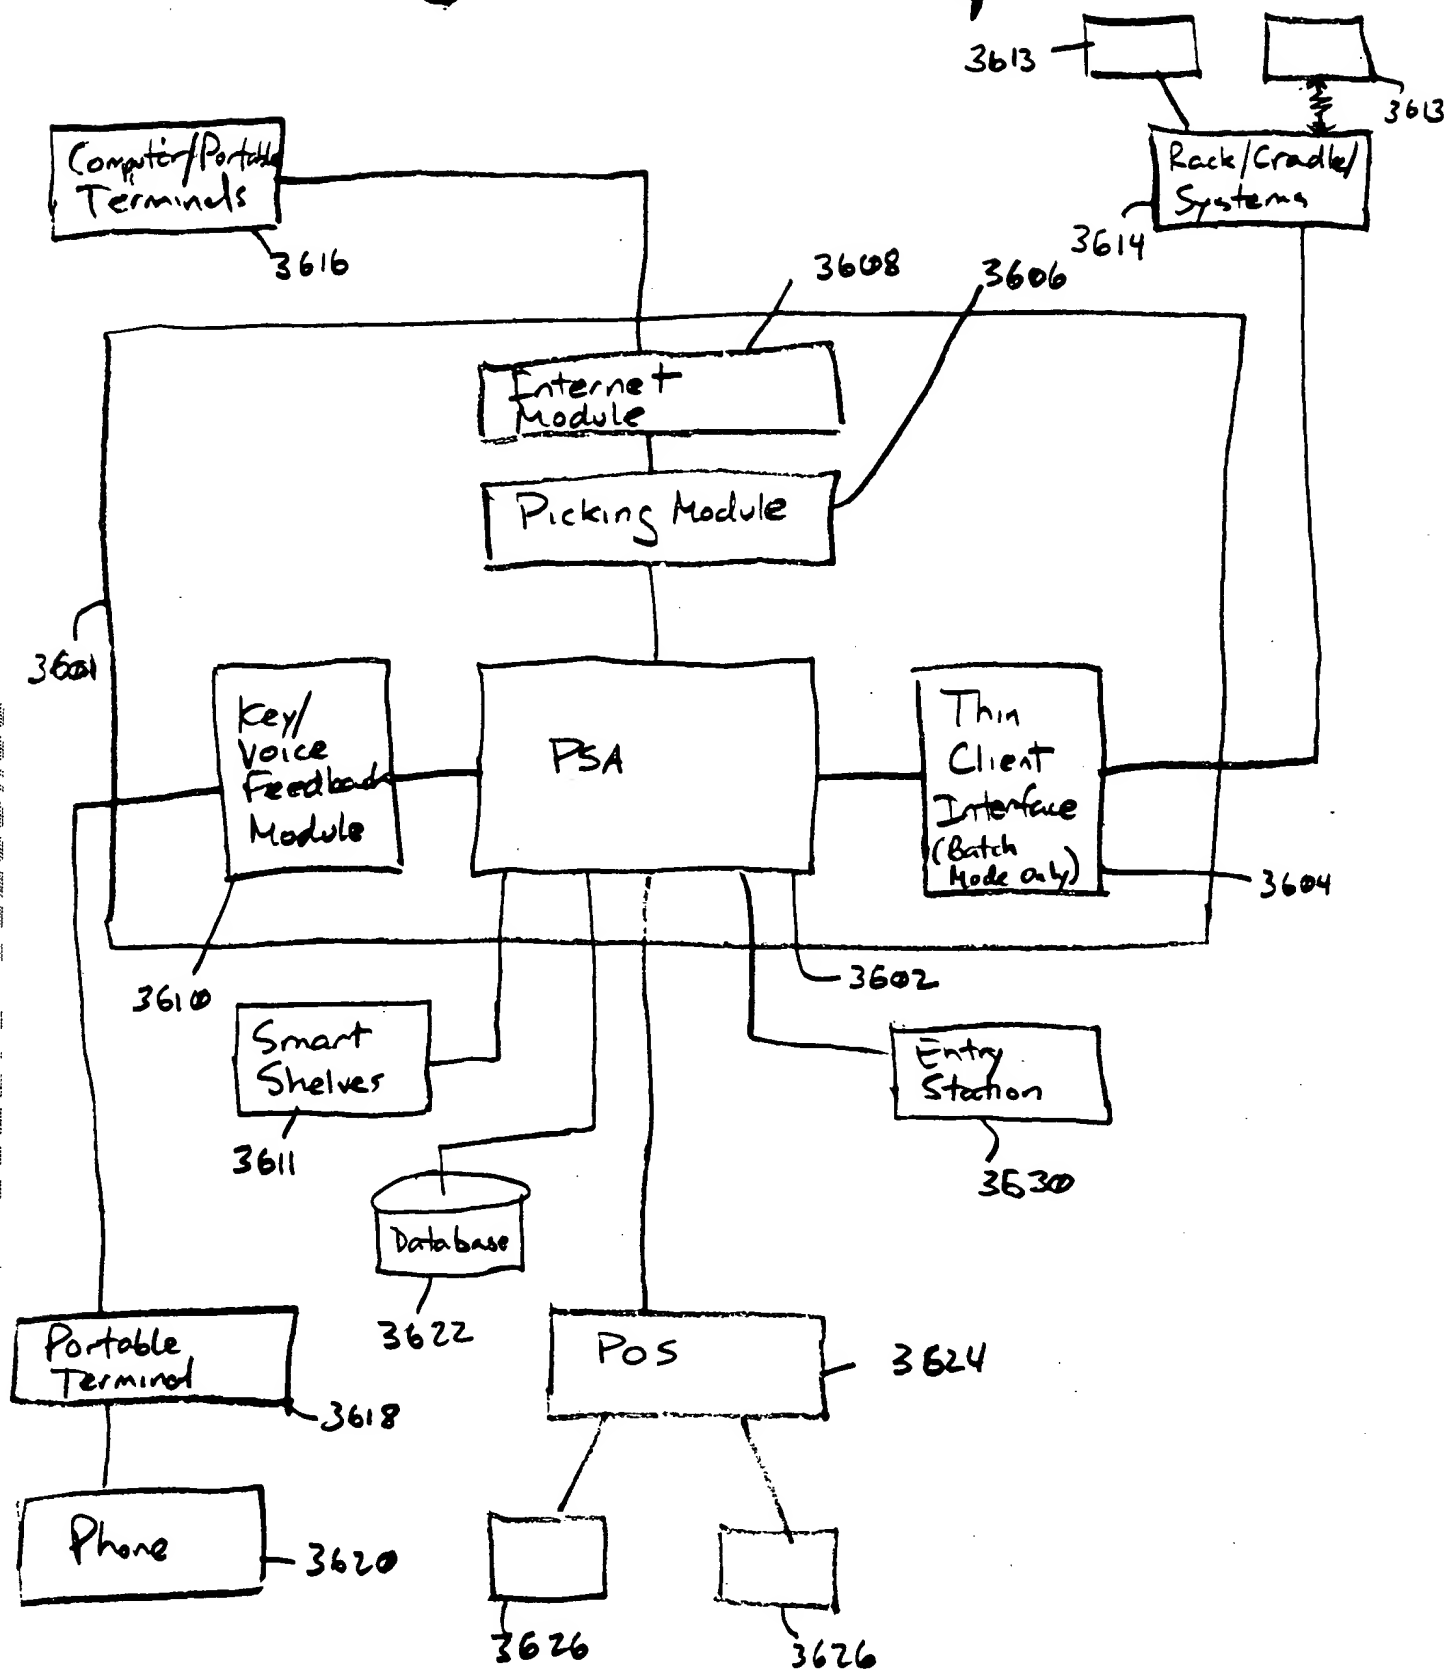 3613
3613
Computer/Portable
Terminals
3616
Rack/Cradle/
Systems
3614
3608
3606
Internet
Module
Picking Module
3601
Key/
Voice
Feedback
Module
PSA
Thin
Client
Interface
(Batch
Mode only)
3604
3610
3602
Smart
Shelves
3611
Entry
Station
3630
Database
3622
Portable
Terminal
3618
POS
3624
Phone
3620
3626
3626